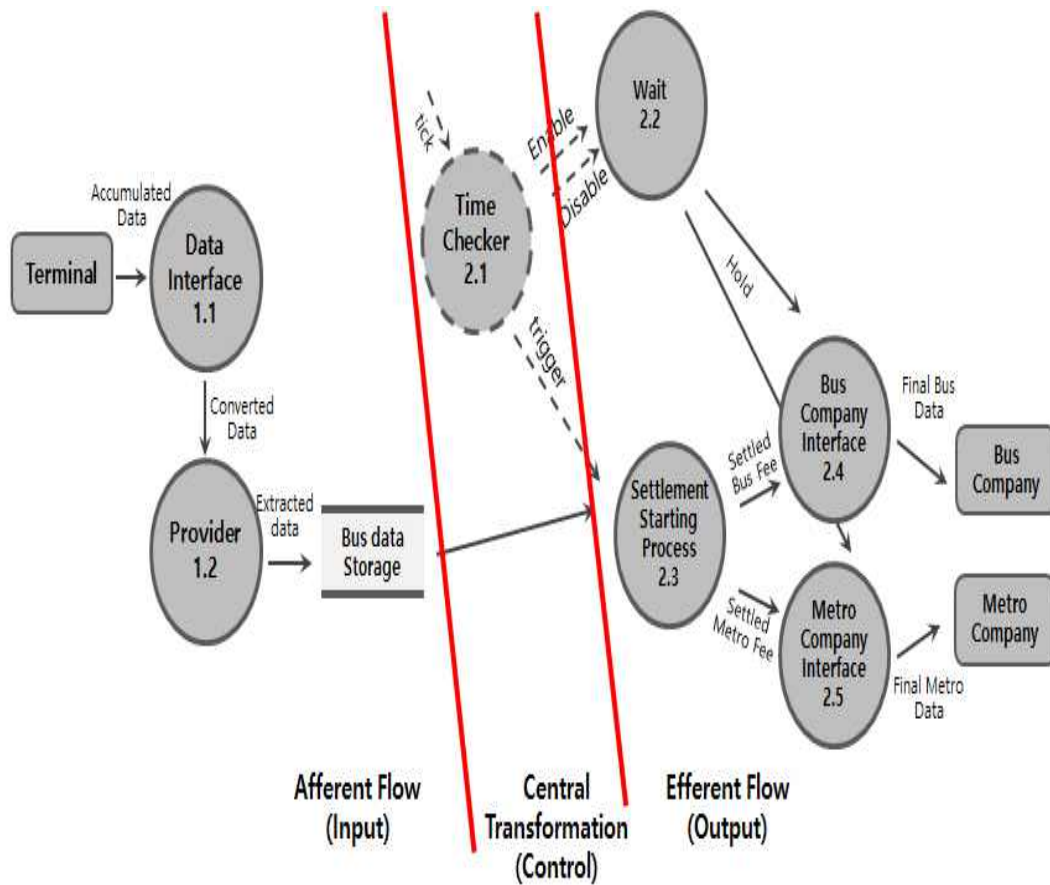 Terminal
Accumulated
Data
Data
Interface
1.1
Converted
Data
Provider
1.2
Extracted
data
Bus data
Storage
tick
Time
Checker
2.1
Enable
Disable
trigger
Wait
2.2
Hold
Settlement
Starting
Process
2.3
Settled
Bus Fee
Settled
Metro Fee
Bus
Company
Interface
2.4
Final Bus
Data
Bus
Company
Metro
Company
Interface
2.5
Final Metro
Data
Metro
Company
Afferent Flow
(Input)
Central
Transformation
(Control)
Efferent Flow
(Output)